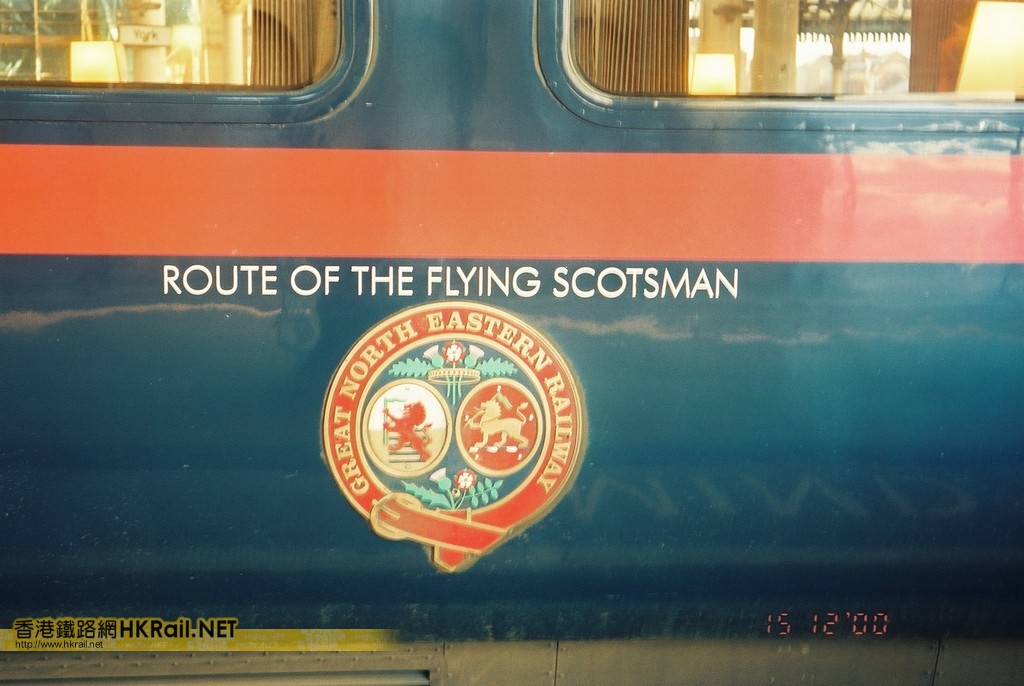 York
ROUTE OF THE FLYING SCOTSMAN
GREAT NORTH EASTERN RAILWAY
15 12'00
香港鐵路網HKRail.NET
http://www.hkrail.net